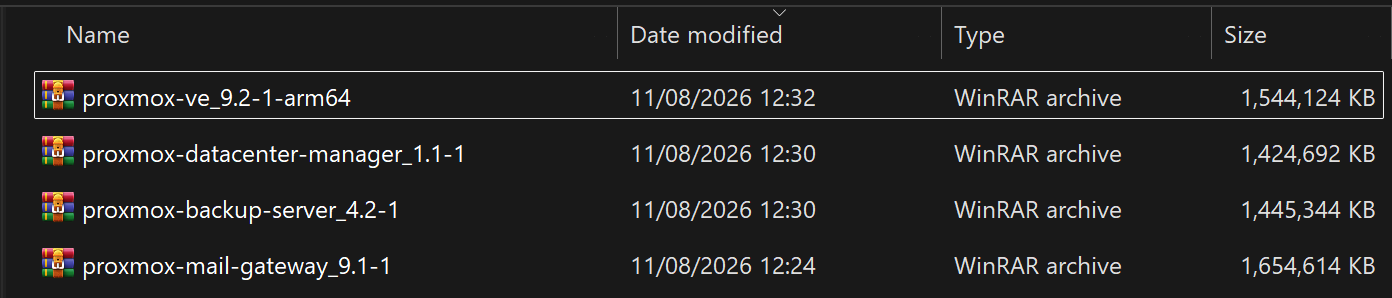 Name Date modified Type Size
proxmox-ve_9.2-1-arm64 11/08/2026 12:32 WinRAR archive 1,544,124 KB
proxmox-datacenter-manager_1.1-1 11/08/2026 12:30 WinRAR archive 1,424,692 KB
proxmox-backup-server_4.2-1 11/08/2026 12:30 WinRAR archive 1,445,344 KB
proxmox-mail-gateway_9.1-1 11/08/2026 12:24 WinRAR archive 1,654,614 KB